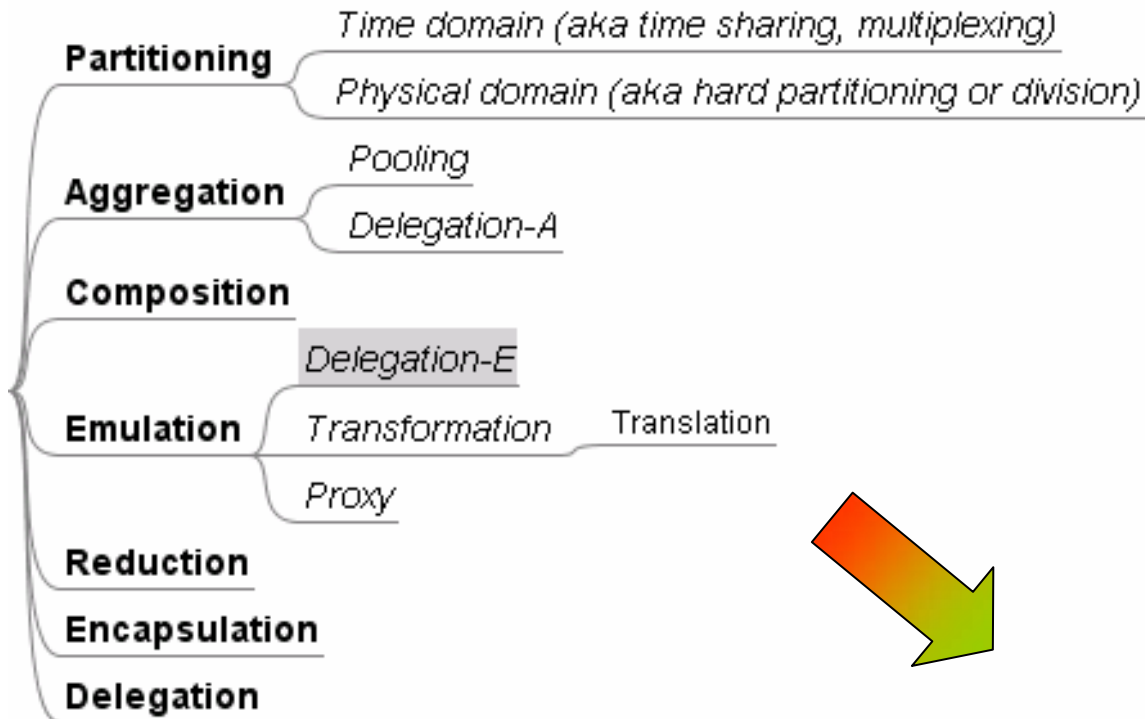 Partitioning
Time domain (aka time sharing, multiplexing)
Physical domain (aka hard partitioning or division)
Aggregation
Pooling
Delegation-A
Composition
Emulation
Delegation-E
Transformation
Translation
Proxy
Reduction
Encapsulation
Delegation